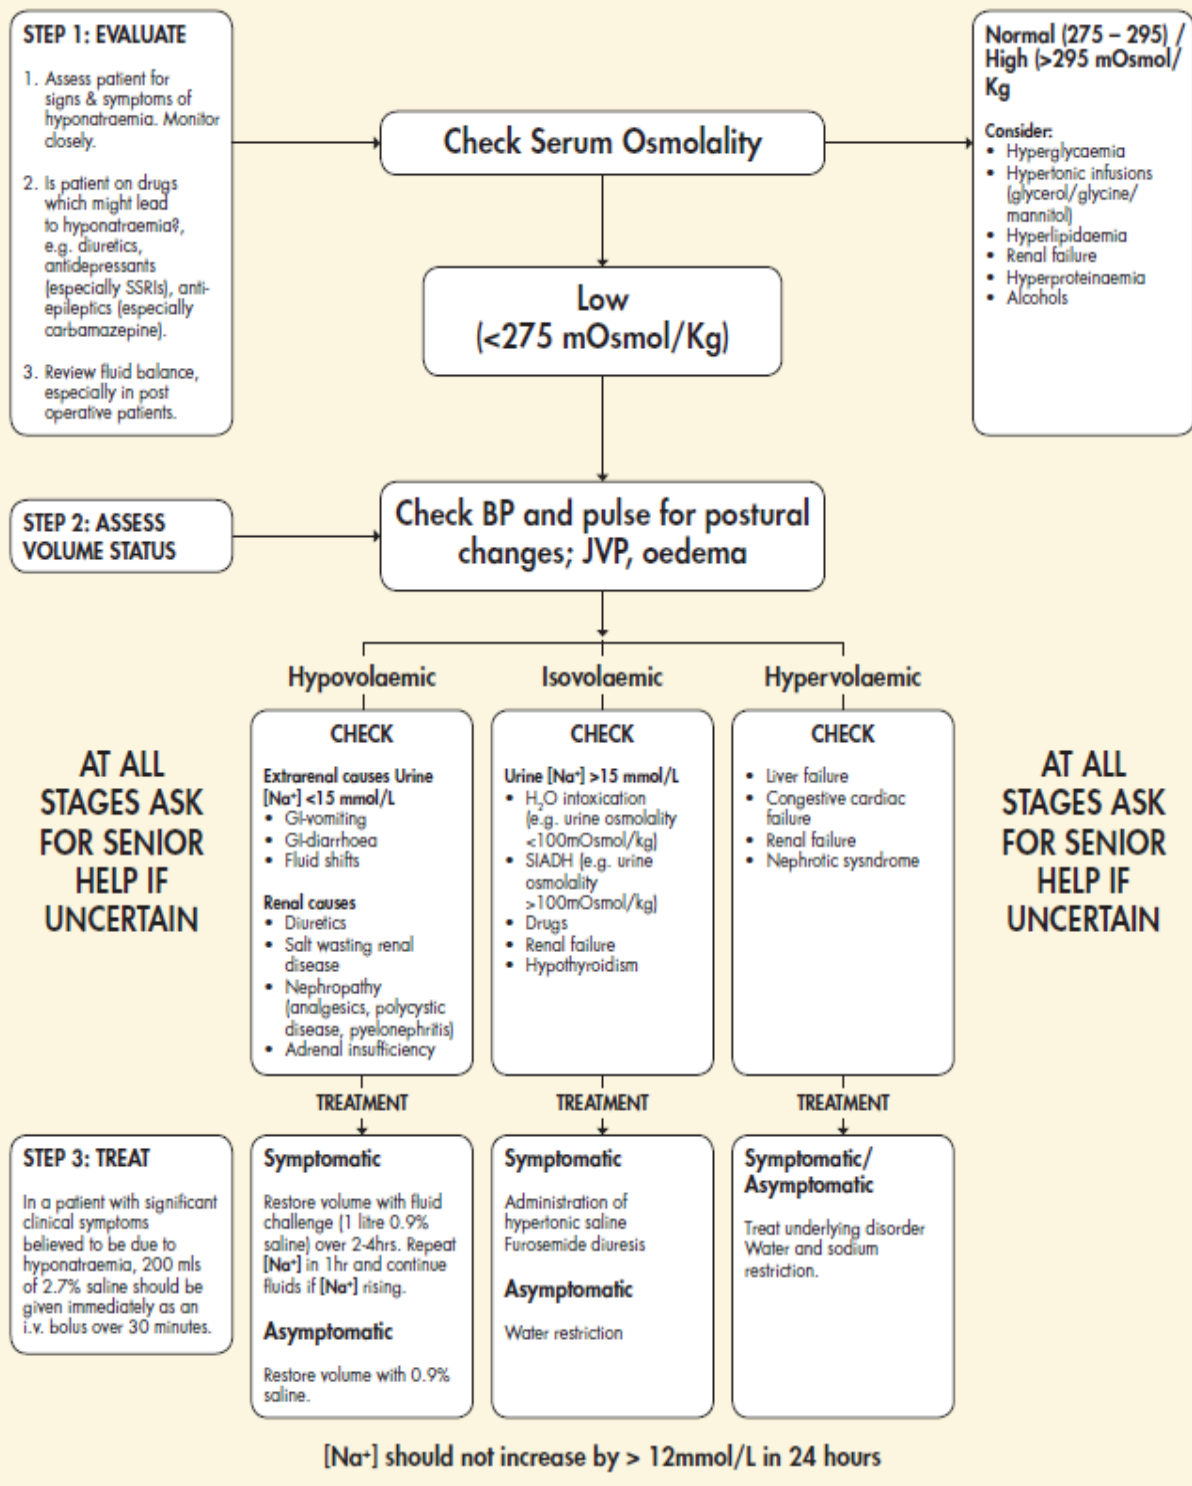 STEP 1: EVALUATE
1. Assess patient for
signs & symptoms of
hyponatraemia. Monitor
closely.
2. Is patient on drugs
which might lead
to hyponatraemia?,
e.g. diuretics,
antidepressants
(especially SSRIs), anti-
epileptics (especially
carbamazepine).
3. Review fluid balance,
especially in post
operative patients.
Check Serum Osmolality
Normal (275 – 295) /
High (>295 mOsmol/
Kg
Consider:
• Hyperglycaemia
• Hypertonic infusions
(glycerol/glycine/
mannitol)
• Hyperlipidaemia
• Renal failure
• Hyperproteinaemia
• Alcohols
Low
(<275 mOsmol/Kg)
STEP 2: ASSESS
VOLUME STATUS
Check BP and pulse for postural
changes; JVP, oedema
Hypovolaemic
Isovolaemic
Hypervolaemic
AT ALL
STAGES ASK
FOR SENIOR
HELP IF
UNCERTAIN
CHECK
Extrarenal causes Urine
[Na⁺] <15 mmol/L
• GI-vomiting
• GI-diarrhoea
• Fluid shifts
Renal causes
• Diuretics
• Salt wasting renal
disease
• Nephropathy
(analgesics, polycystic
disease, pyelonephritis)
• Adrenal insufficiency
CHECK
Urine [Na⁺] >15 mmol/L
• H₂O intoxication
(e.g. urine osmolality
<100mOsmol/kg)
• SIADH (e.g. urine
osmolality
>100mOsmol/kg)
• Drugs
• Renal failure
• Hypothyroidism
CHECK
• Liver failure
• Congestive cardiac
failure
• Renal failure
• Nephrotic sysndrome
AT ALL
STAGES ASK
FOR SENIOR
HELP IF
UNCERTAIN
TREATMENT
TREATMENT
TREATMENT
STEP 3: TREAT
In a patient with significant
clinical symptoms
believed to be due to
hyponatraemia, 200 mls
of 2.7% saline should be
given immediately as an
i.v. bolus over 30 minutes.
Symptomatic
Restore volume with fluid
challenge (1 litre 0.9%
saline) over 2-4hrs. Repeat
[Na⁺] in 1hr and continue
fluids if [Na⁺] rising.
Asymptomatic
Restore volume with 0.9%
saline.
Symptomatic
Administration of
hypertonic saline
Furosemide diuresis
Asymptomatic
Water restriction
Symptomatic/
Asymptomatic
Treat underlying disorder
Water and sodium
restriction.
[Na⁺] should not increase by > 12mmol/L in 24 hours